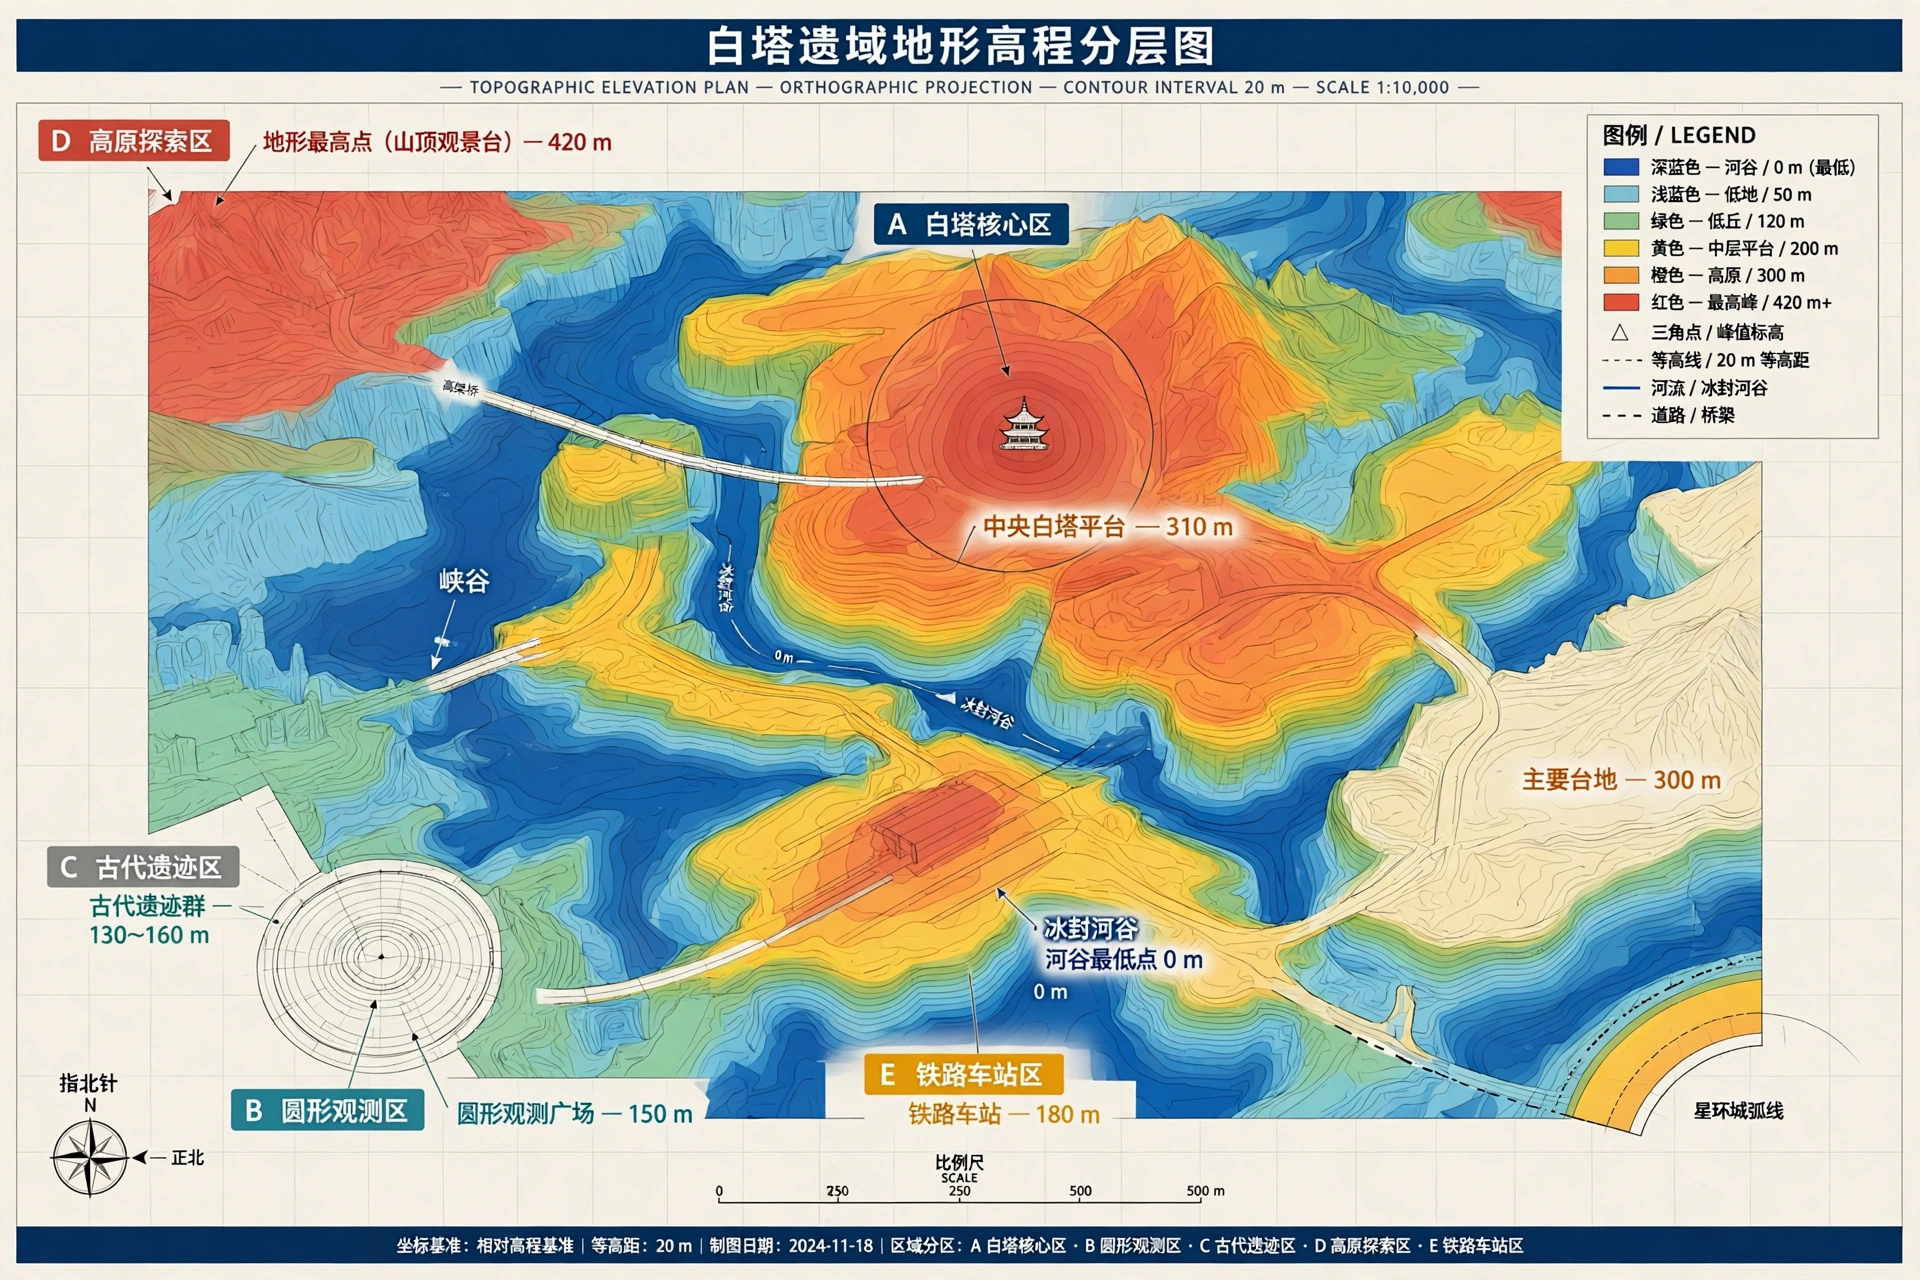 白塔遗域地形高程分层图
— TOPOGRAPHIC ELEVATION PLAN — ORTHOGRAPHIC PROJECTION — CONTOUR INTERVAL 20 m — SCALE 1:10,000 —
D 高原探索区
地形最高点（山顶观景台）— 420 m
图例 / LEGEND
深蓝色 — 河谷 / 0 m (最低)
浅蓝色 — 低地 / 50 m
绿色 — 低丘 / 120 m
黄色 — 中层平台 / 200 m
橙色 — 高原 / 300 m
红色 — 最高峰 / 420 m+
三角点 / 峰值标高
等高线 / 20 m 等高距
河流 / 冰封河谷
道路 / 桥梁
A 白塔核心区
中央白塔平台 — 310 m
峡谷
0 m
冰封河谷
主要台地 — 300 m
C 古代遗迹区
古代遗迹群 —
130~160 m
冰封河谷
河谷最低点 0 m
0 m
E 铁路车站区
铁路车站 — 180 m
B 圆形观测区
圆形观测广场 — 150 m
星环城弧线
指北针
N
正北
比例尺
SCALE
0 250 250 500 500 m
坐标基准：相对高程基准 | 等高距：20 m | 制图日期：2024-11-18 | 区域分区：A 白塔核心区 · B 圆形观测区 · C 古代遗迹区 · D 高原探索区 · E 铁路车站区